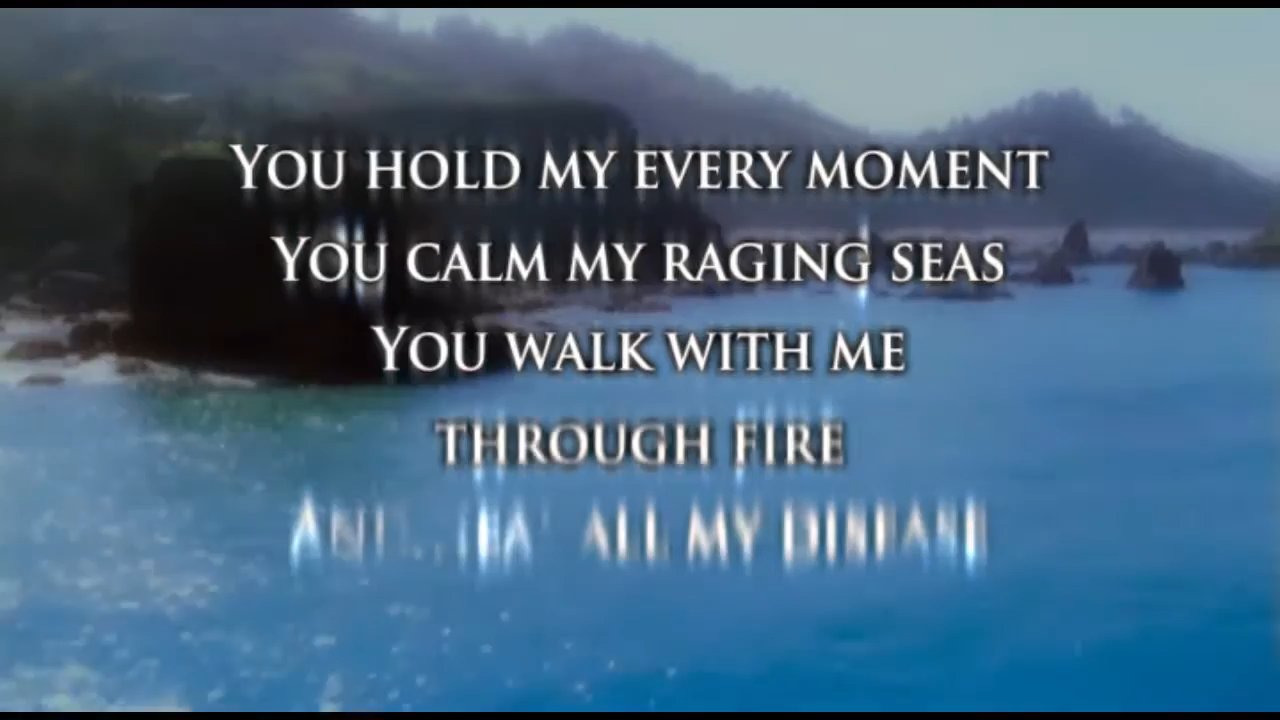 You hold my every moment
You calm my raging seas
You walk with me
through fire
all my